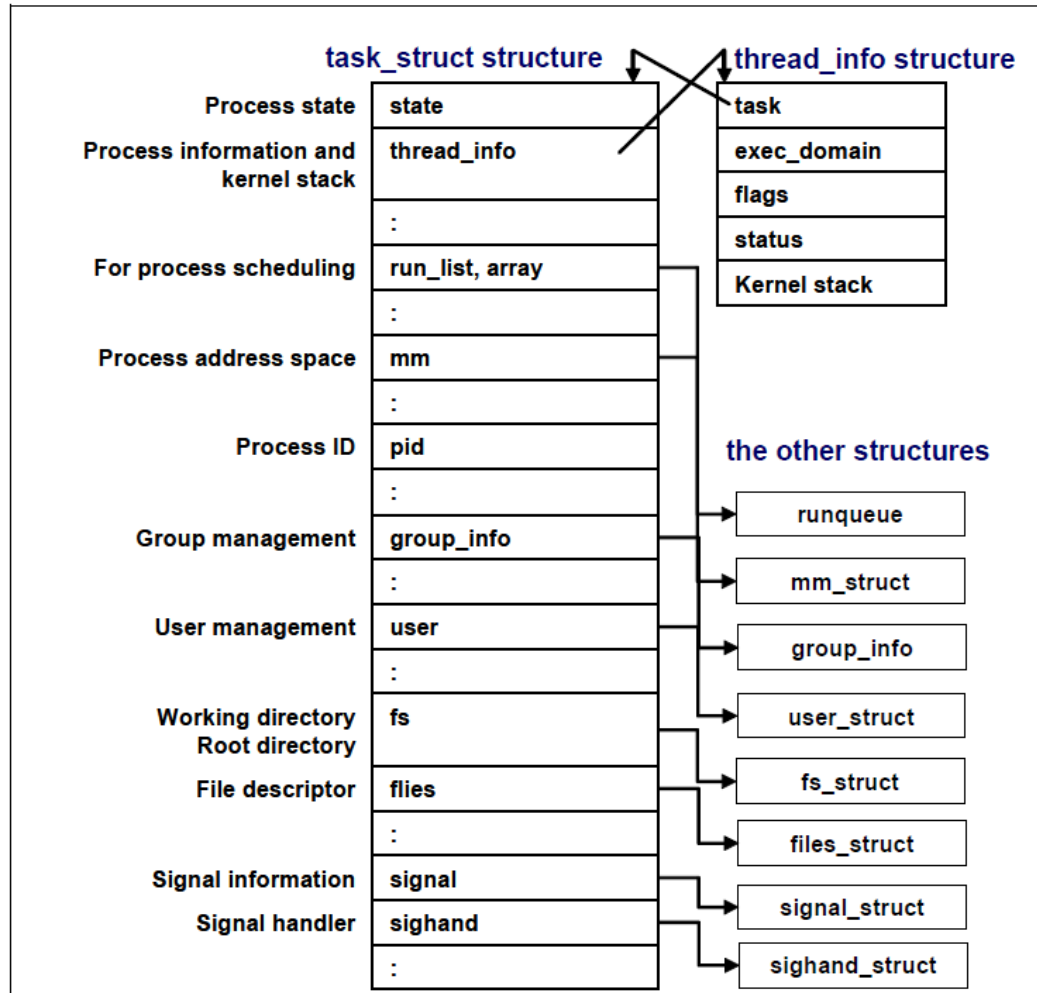 task_struct structure
thread_info structure
Process state
state
task
Process information and
kernel stack
thread_info
exec_domain
flags
:
status
For process scheduling
run_list, array
Kernel stack
:
Process address space
mm
:
Process ID
pid
the other structures
:
runqueue
Group management
group_info
:
mm_struct
User management
user
group_info
:
Working directory
Root directory
fs
user_struct
fs_struct
File descriptor
flies
:
files_struct
Signal information
signal
signal_struct
Signal handler
sighand
:
sighand_struct